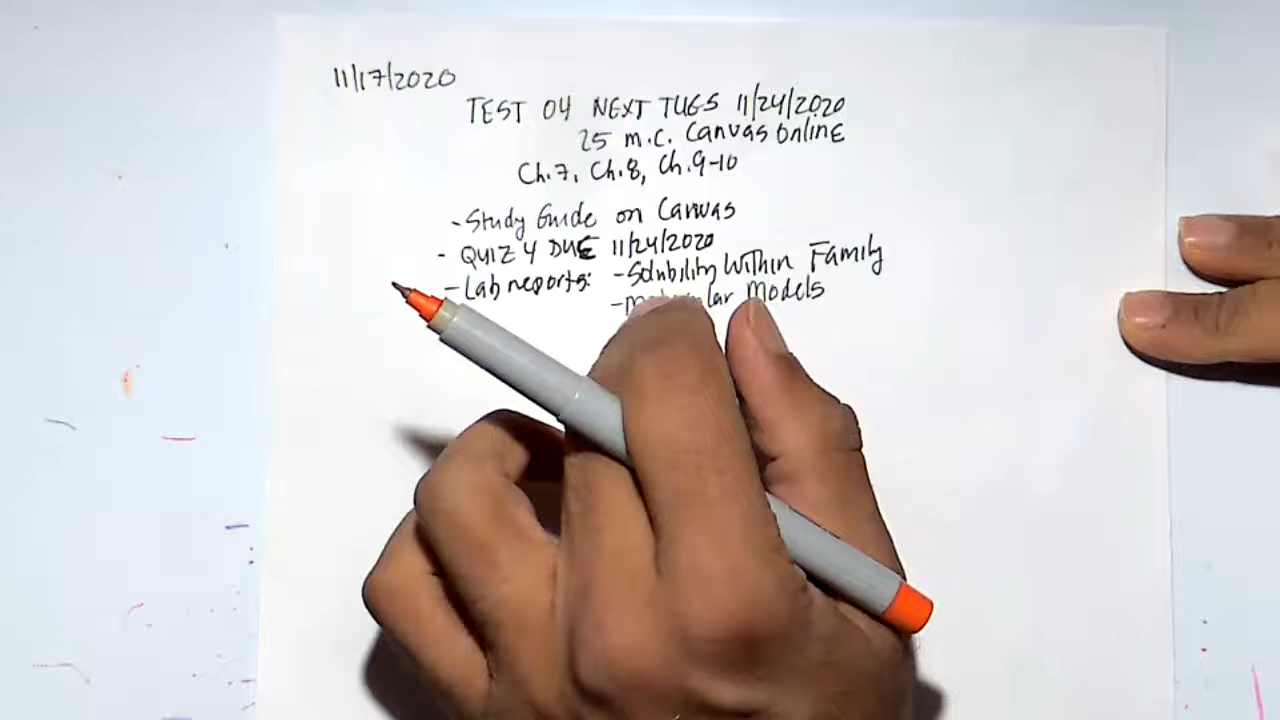 11/17/2020
TEST 04 NEXT TUES 11/24/2020
25 m.c. Canvas Online
Ch.7, Ch.8, Ch.9-10
-Study Guide on Canvas
- QUIZ 4 DUE 11/24/2020
-Lab reports: -Solubility Within Family
- Models